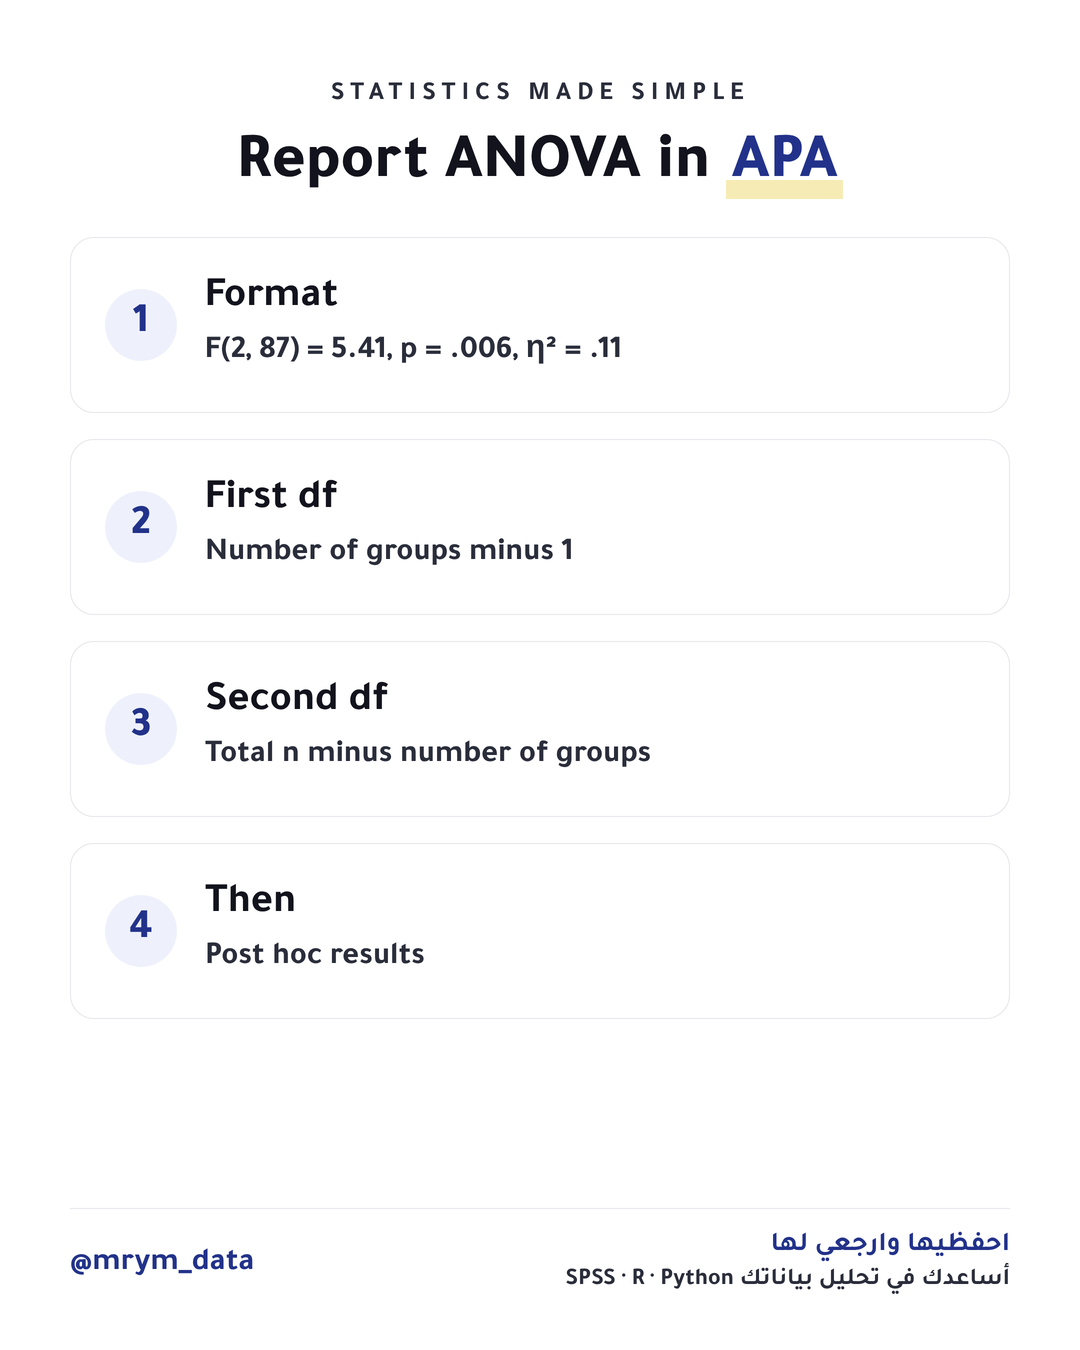 STATISTICS MADE SIMPLE
Report ANOVA in APA
1
Format
F(2, 87) = 5.41, p = .006, η² = .11
2
First df
Number of groups minus 1
3
Second df
Total n minus number of groups
4
Then
Post hoc results
@mrym_data
احفظيها وارجعي لها
أساعدك في تحليل بياناتك SPSS · R · Python